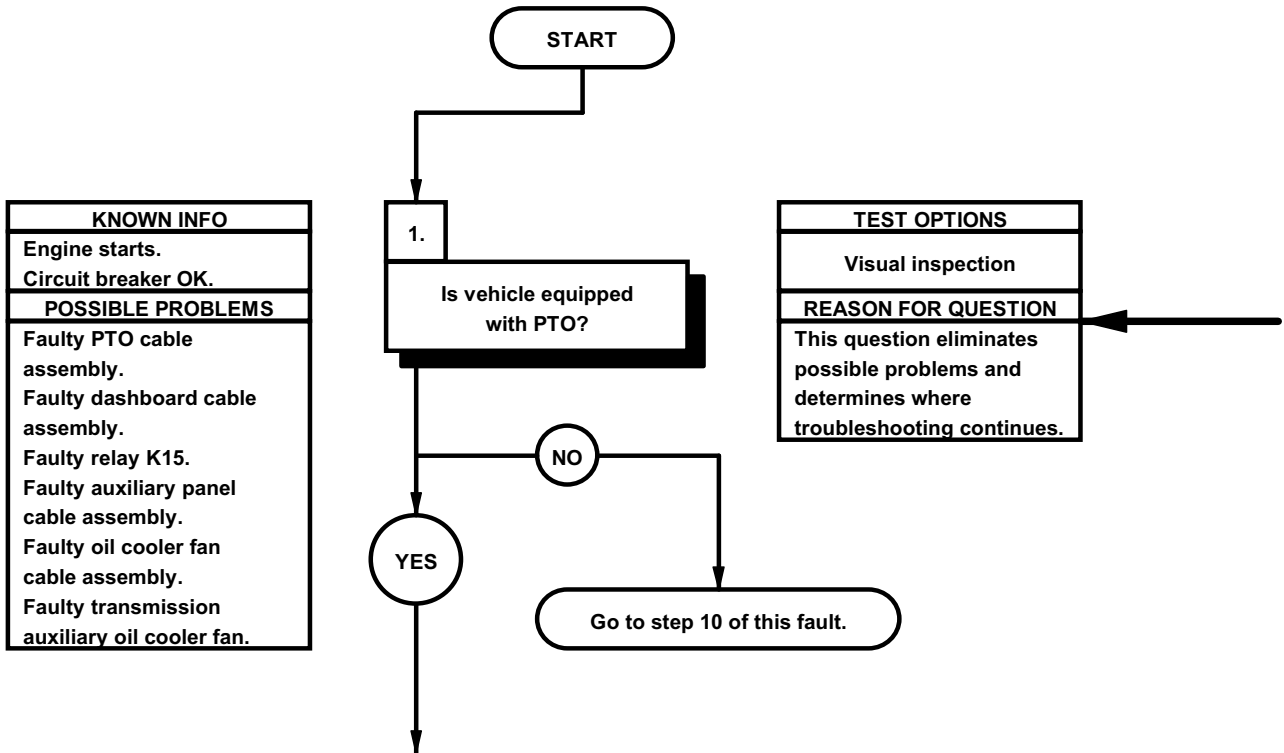 START
KNOWN INFO
Engine starts.
Circuit breaker OK.
POSSIBLE PROBLEMS
Faulty PTO cable
assembly.
Faulty dashboard cable
assembly.
Faulty relay K15.
Faulty auxiliary panel
cable assembly.
Faulty oil cooler fan
cable assembly.
Faulty transmission
auxiliary oil cooler fan.
1.
Is vehicle equipped
with PTO?
TEST OPTIONS
Visual inspection
REASON FOR QUESTION
This question eliminates
possible problems and
determines where
troubleshooting continues.
NO
YES
Go to step 10 of this fault.